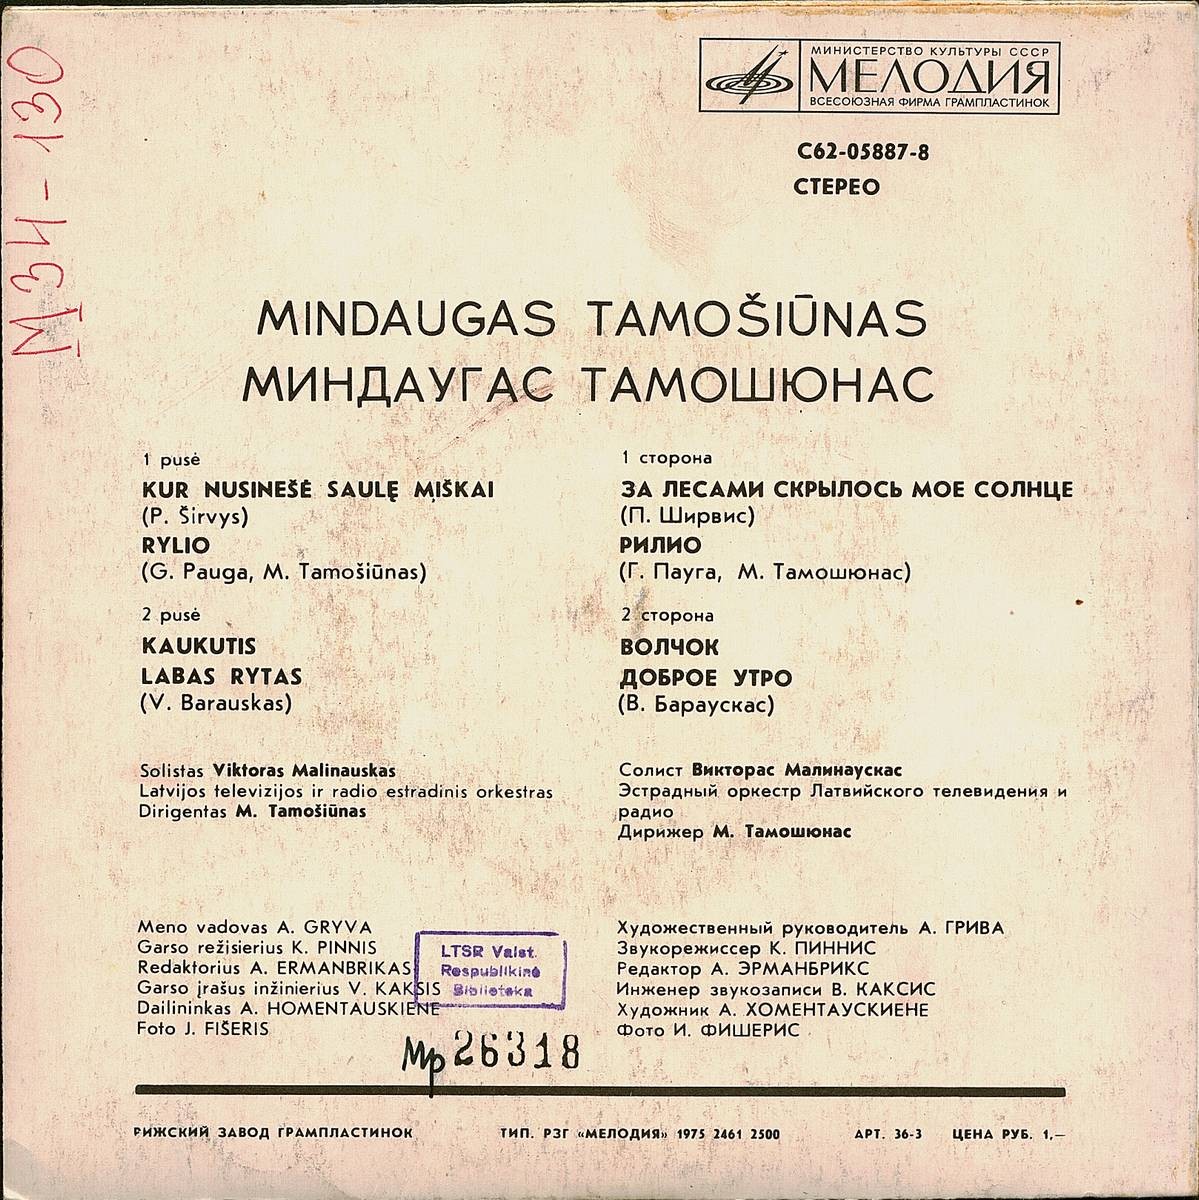 М34-130
МИНИСТЕРСТВО КУЛЬТУРЫ СССР
МЕЛОДИЯ
ВСЕСОЮЗНАЯ ФИРМА ГРАМПЛАСТИНОК
С62-05887-8
СТЕРЕО
MINDAUGAS TAMOŠIŪNAS
МИНДАУГАС ТАМОШЮНАС
1 pusė
KUR NUSINEŠĖ SAULĘ MIŠKAI
(P. Širvys)
RYLIO
(G. Pauga, M. Tamošiūnas)
2 pusė
KAUKUTIS
LABAS RYTAS
(V. Barauskas)
1 сторона
ЗА ЛЕСАМИ СКРЫЛОСЬ МОЕ СОЛНЦЕ
(П. Ширвис)
РИЛИО
(Г. Пауга, М. Тамошюнас)
2 сторона
ВОЛЧОК
ДОБРОЕ УТРО
(В. Бараускас)
Solistas Viktoras Malinauskas
Latvijos televizijos ir radio estradinis orkestras
Dirigentas M. Tamošiūnas
Солист Викторас Малинаускас
Эстрадный оркестр Латвийского телевидения и
радио
Дирижер М. Тамошюнас
Meno vadovas A. GRYVA
Garso režisierius K. PINNIS
Redaktorius A. ERMANBRIKAS
Garso įrašus inžinierius V. KAKSIS
Dailininkas A. HOMENTAUSKIENE
Foto J. FIŠERIS
LTSR Valst.
Respublikinė
Biblioteka
Mp 26318
Художественный руководитель А. ГРИВА
Звукорежиссер К. ПИННИС
Редактор А. ЭРМАНБРИКС
Инженер звукозаписи В. КАКСИС
Художник А. ХОМЕНТАУСКИЕНЕ
Фото И. ФИШЕРИС
РИЖСКИЙ ЗАВОД ГРАМПЛАСТИНОК
ТИП. РЗГ «МЕЛОДИЯ» 1975 2461 2500
АРТ. 36-3 ЦЕНА РУБ. 1,—